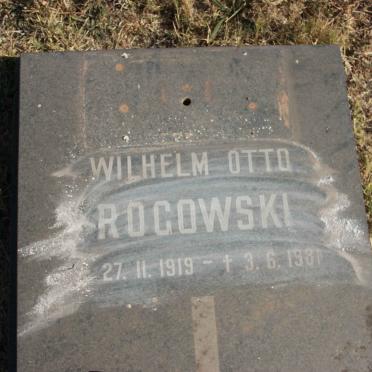 WILHELM OTTO
ROGOWSKI
27. 11. 1919 - † 3. 6. 1981